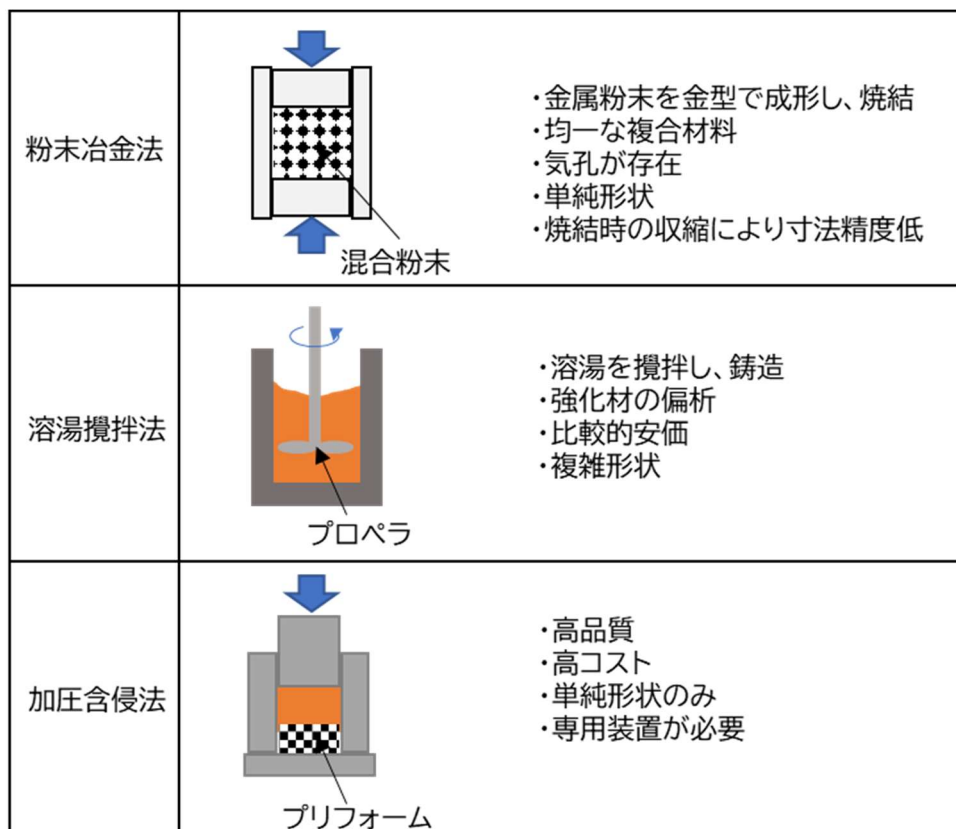 粉末冶金法
・金属粉末を金型で成形し、焼結
・均一な複合材料
・気孔が存在
・単純形状
・焼結時の収縮により寸法精度低
混合粉末
溶湯攪拌法
・溶湯を攪拌し、鋳造
・強化材の偏析
・比較的安価
・複雑形状
プロペラ
加圧含侵法
・高品質
・高コスト
・単純形状のみ
・専用装置が必要
プリフォーム